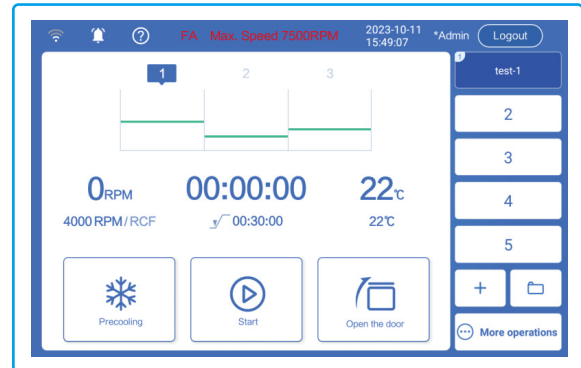 FA Max. Speed 7500RPM
2023-10-11
15:49:07
*Admin
Logout
1 2 3
0RPM 00:00:00 22℃
4000 RPM/RCF 00:30:00 22℃
Precooling Start Open the door
1
test-1
2
3
4
5
+
More operations